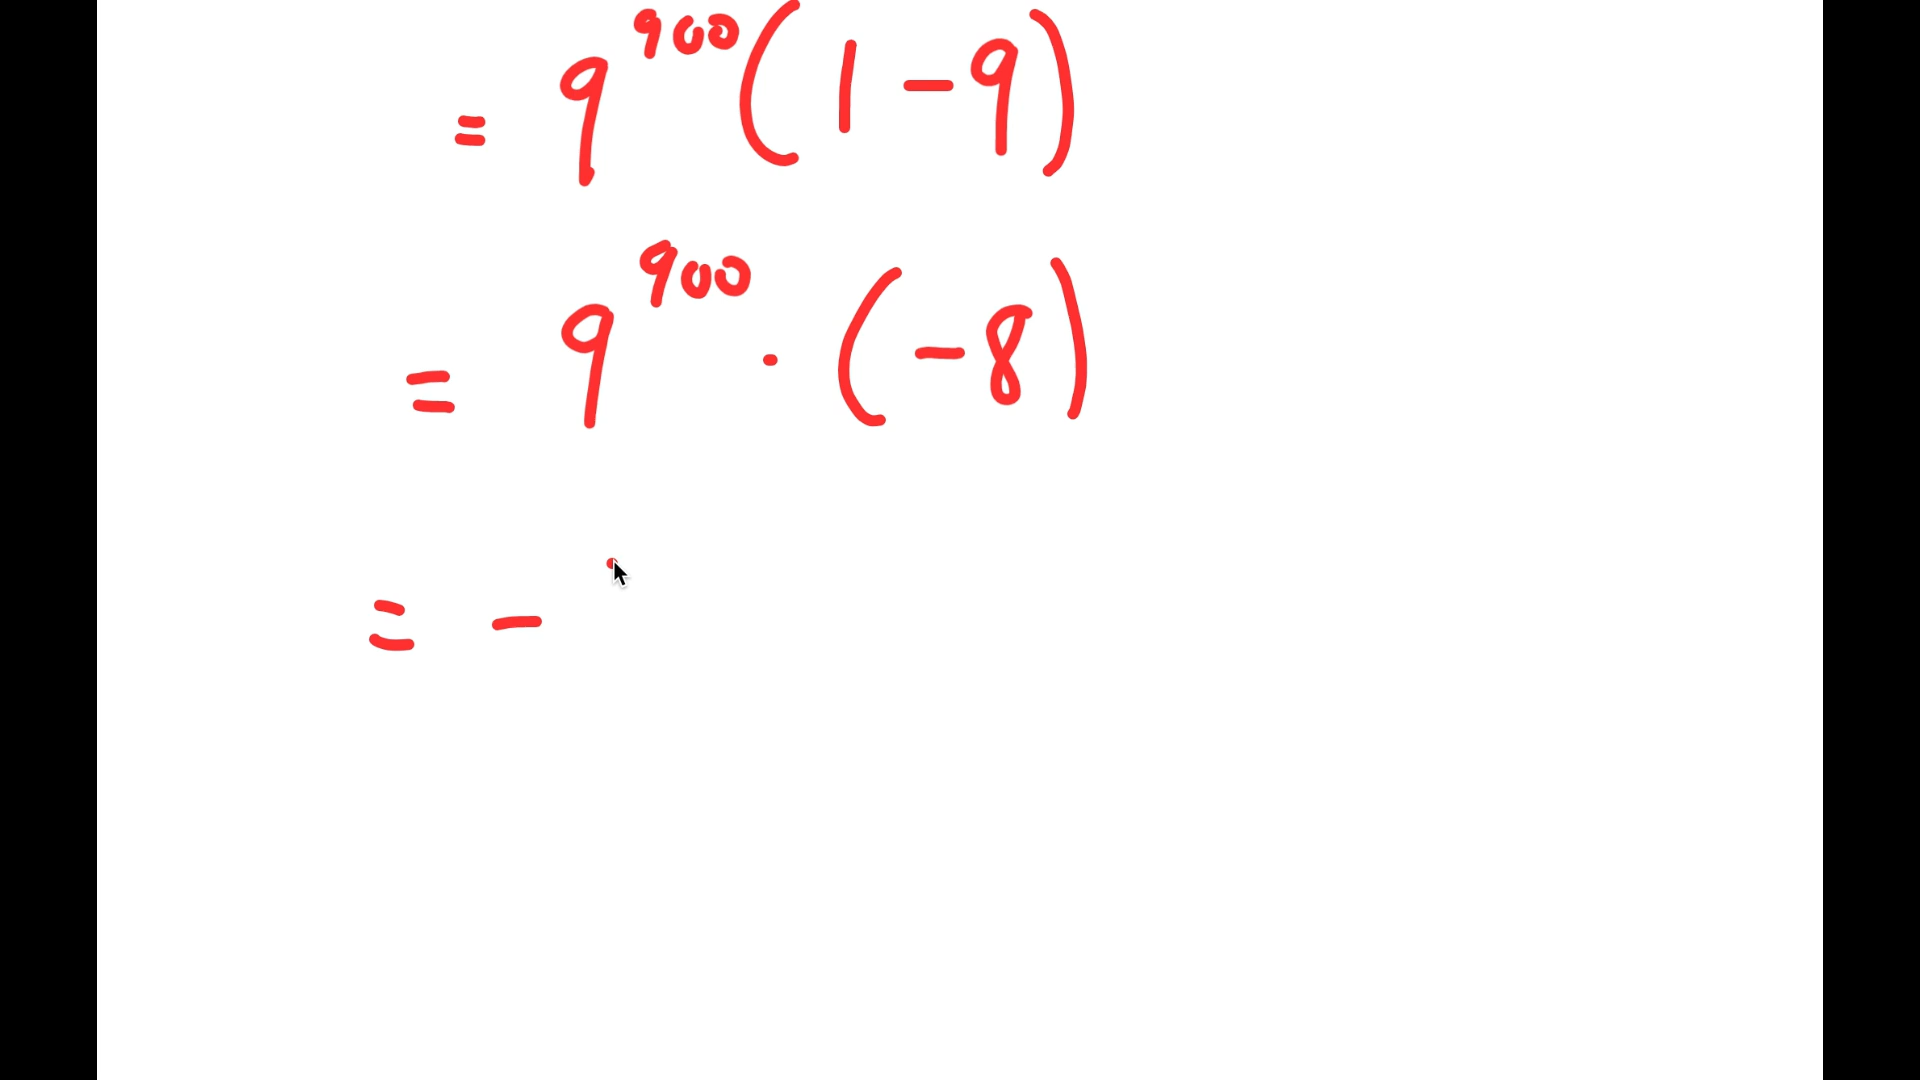 = 9^900 (1 - 9)
= 9^900 · (-8)
= -